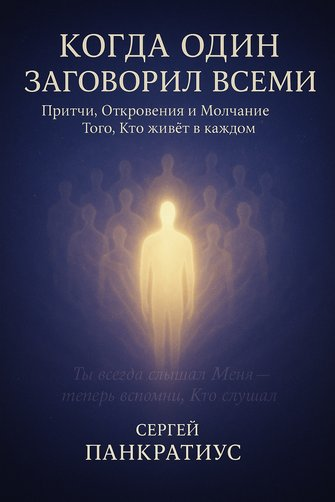 КОГДА ОДИН
ЗАГОВОРИЛ ВСЕМИ
Притчи, Откровения и Молчание
Того, Кто живёт в каждом
Ты всегда слышал Меня —
теперь вспомни, Кто слушал
СЕРГЕЙ
ПАНКРАТИУС